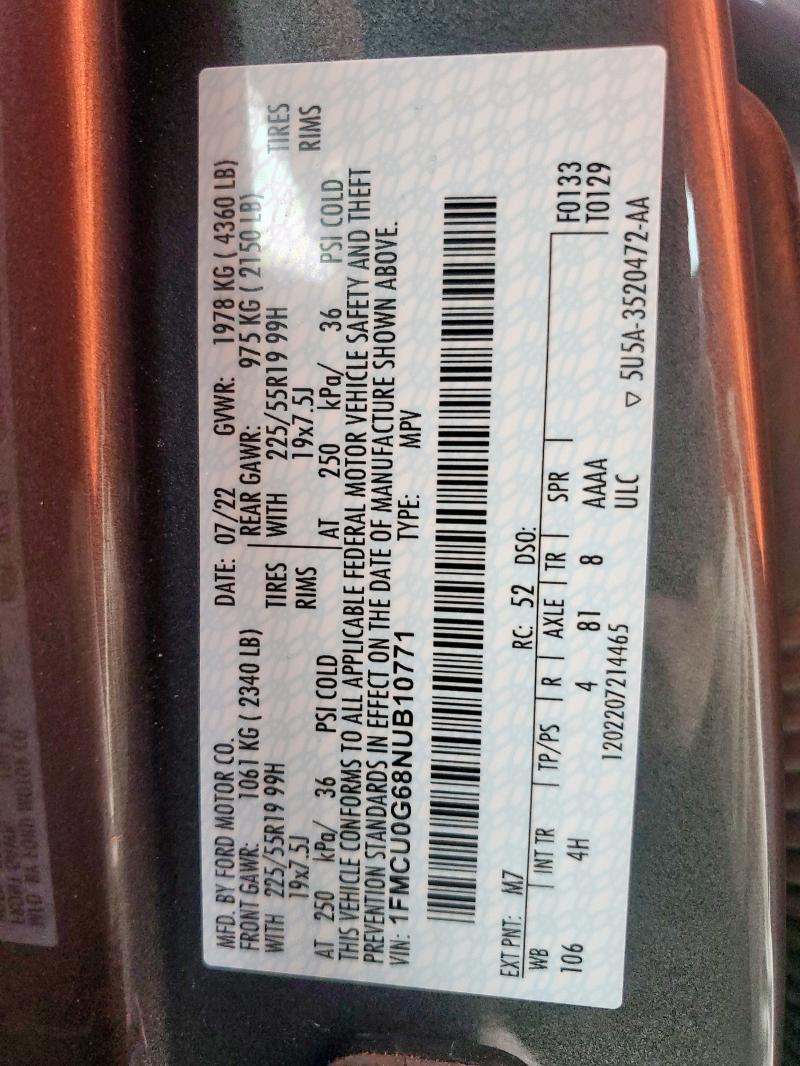 MFD. BY FORD MOTOR CO. DATE: 07/22 GVWR: 1978 KG ( 4360 LB)
FRONT GAWR: 1061 KG ( 2340 LB) REAR GAWR: 975 KG ( 2150 LB)
WITH 225/55R19 99H TIRES WITH 225/55R19 99H TIRES
19x7.5J RIMS 19x7.5J RIMS
AT 250 kPa/ 36 PSI COLD AT 250 kPa/ 36 PSI COLD
THIS VEHICLE CONFORMS TO ALL APPLICABLE FEDERAL MOTOR VEHICLE SAFETY AND THEFT
PREVENTION STANDARDS IN EFFECT ON THE DATE OF MANUFACTURE SHOWN ABOVE.
VIN: 1FMCU0G68NUB10771 TYPE: MPV
EXT PNT: M7 RC: 52 DSO: F0133
WB INT TR TP/PS R AXLE TR SPR T0129
106 4H 4 81 8 AAAA
1202207214465 ULC ▽ 5U5A-3520472-AA